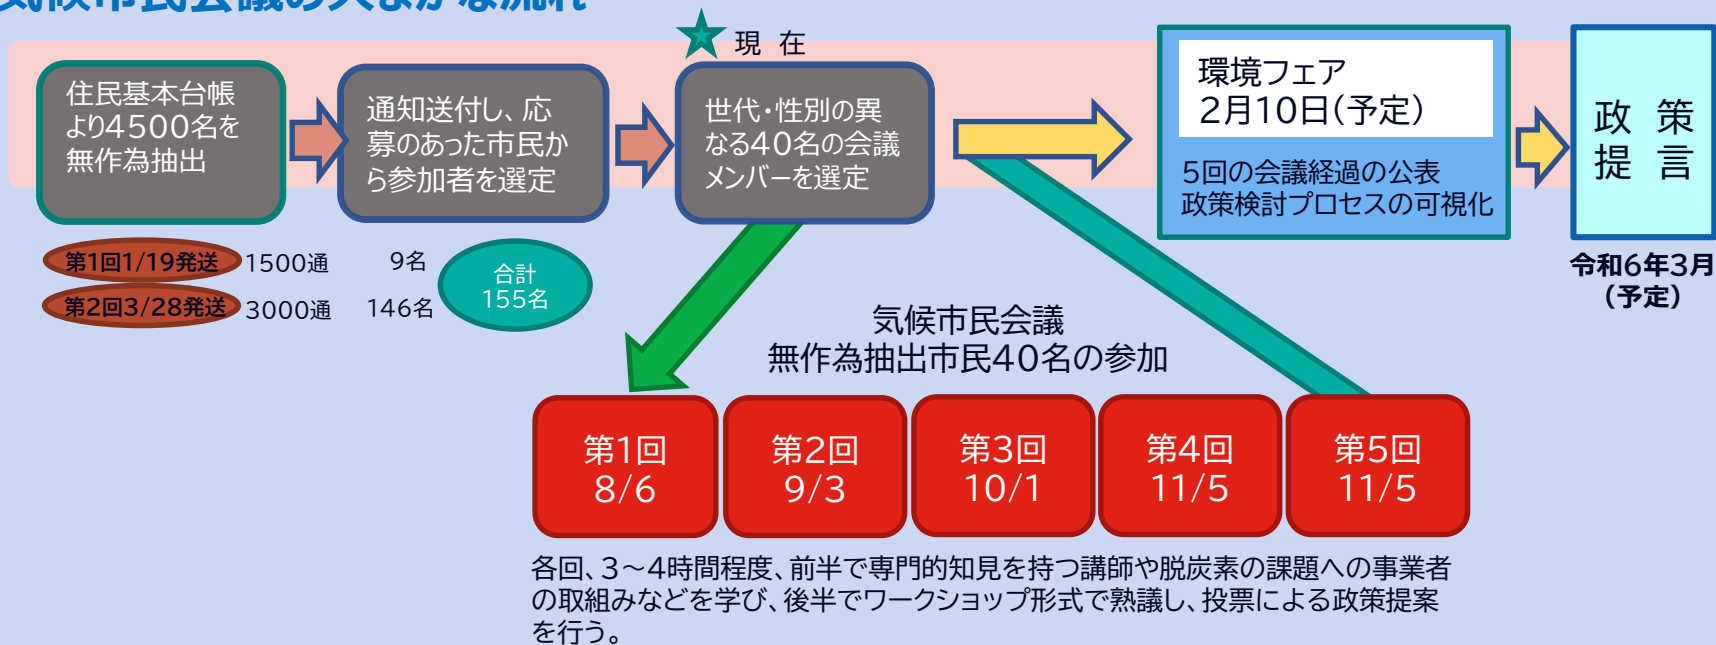 気候市民会議の大まかな流れ
現 在
住民基本台帳
より4500名を
無作為抽出
通知送付し、応
募のあった市民か
ら参加者を選定
世代・性別の異
なる40名の会議
メンバーを選定
環境フェア
2月10日(予定)
5回の会議経過の公表
政策検討プロセスの可視化
政 策
提 言
令和6年3月
(予定)
第1回1/19発送 1500通 9名
第2回3/28発送 3000通 146名
合計
155名
気候市民会議
無作為抽出市民40名の参加
第1回
8/6
第2回
9/3
第3回
10/1
第4回
11/5
第5回
11/5
各回、3～4時間程度、前半で専門的知見を持つ講師や脱炭素の課題への事業者
の取組みなどを学び、後半でワークショップ形式で熟議し、投票による政策提案
を行う。